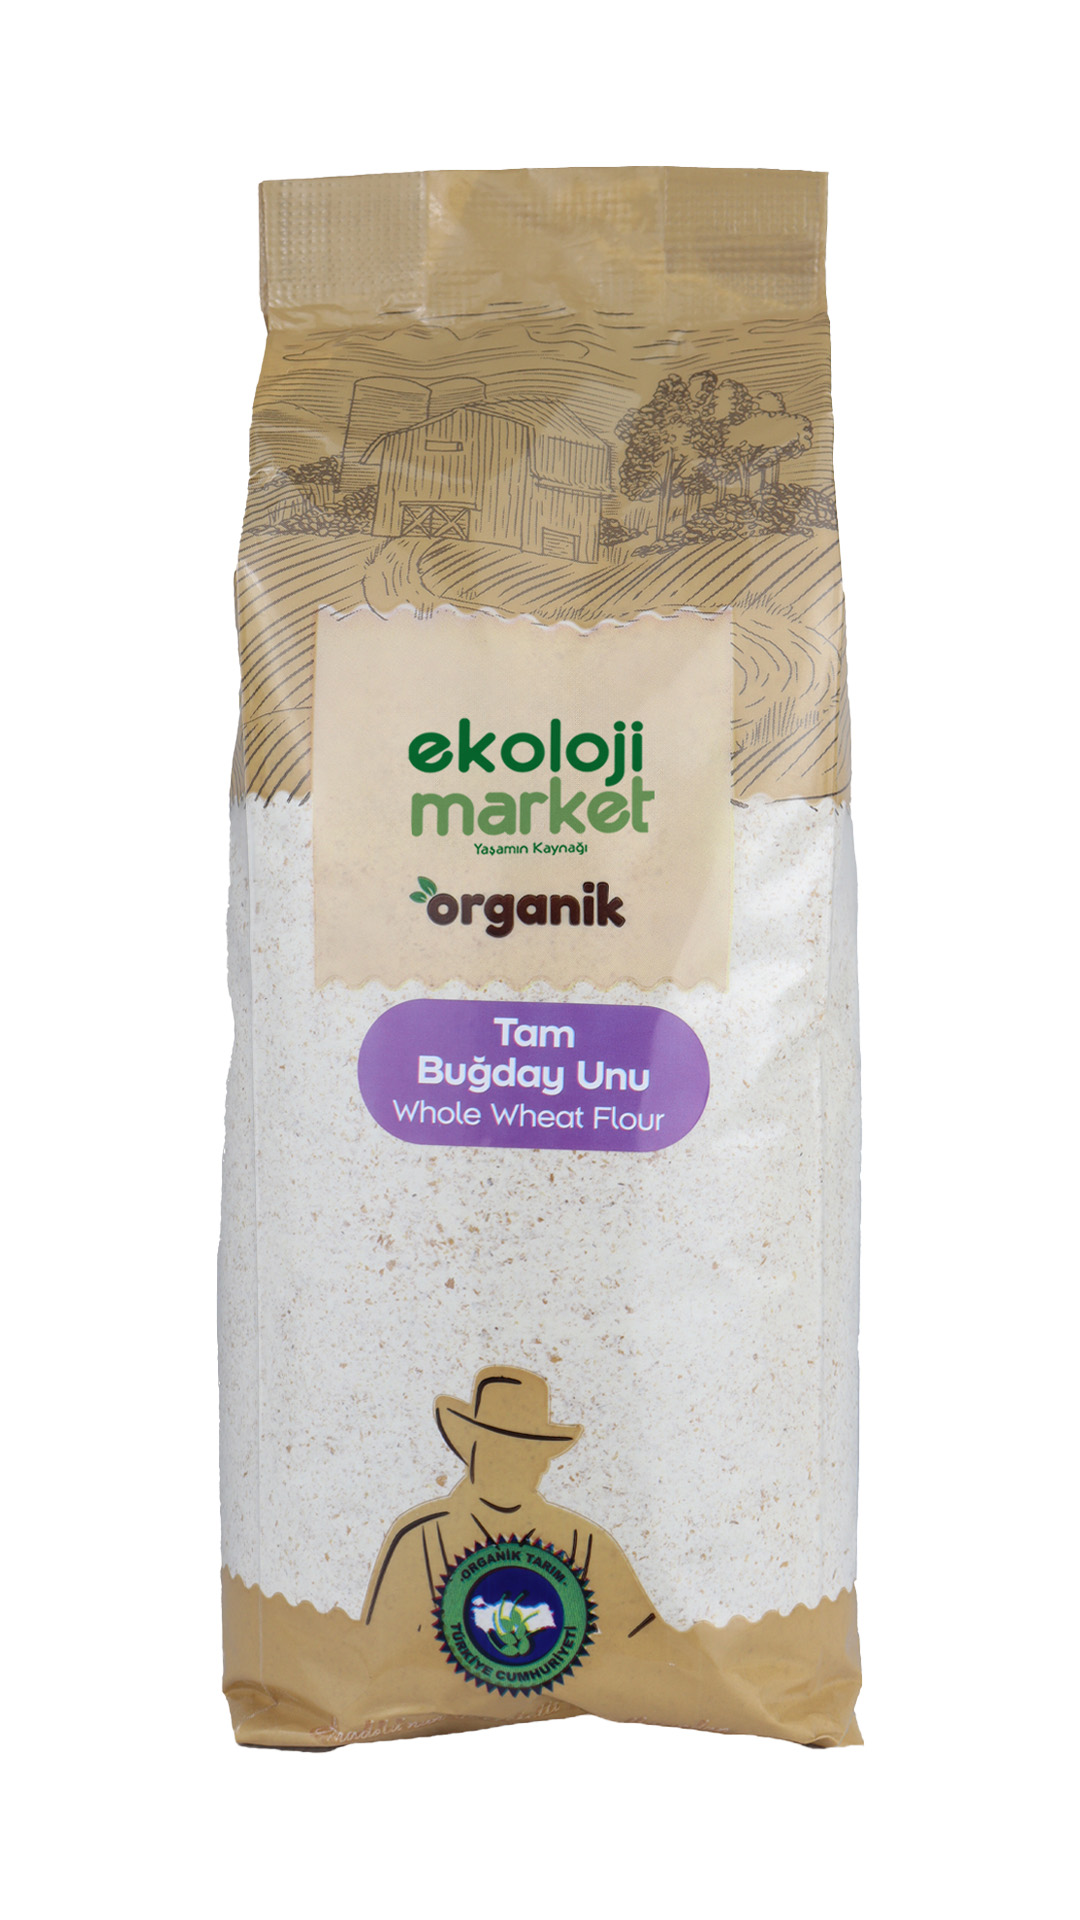 ekoloji
market
Yaşamın Kaynağı
organik
Tam
Buğday Unu
Whole Wheat Flour
ORGANİK TARIM
TÜRKİYE CUMHURİYETİ